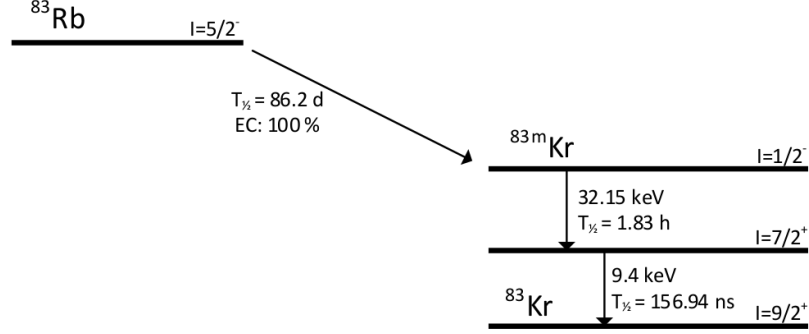 ⁸³Rb
I=5/2⁻
T½ = 86.2 d
EC: 100 %
⁸³ᵐKr
I=1/2⁻
32.15 keV
T½ = 1.83 h
I=7/2⁺
9.4 keV
T½ = 156.94 ns
⁸³Kr
I=9/2⁺